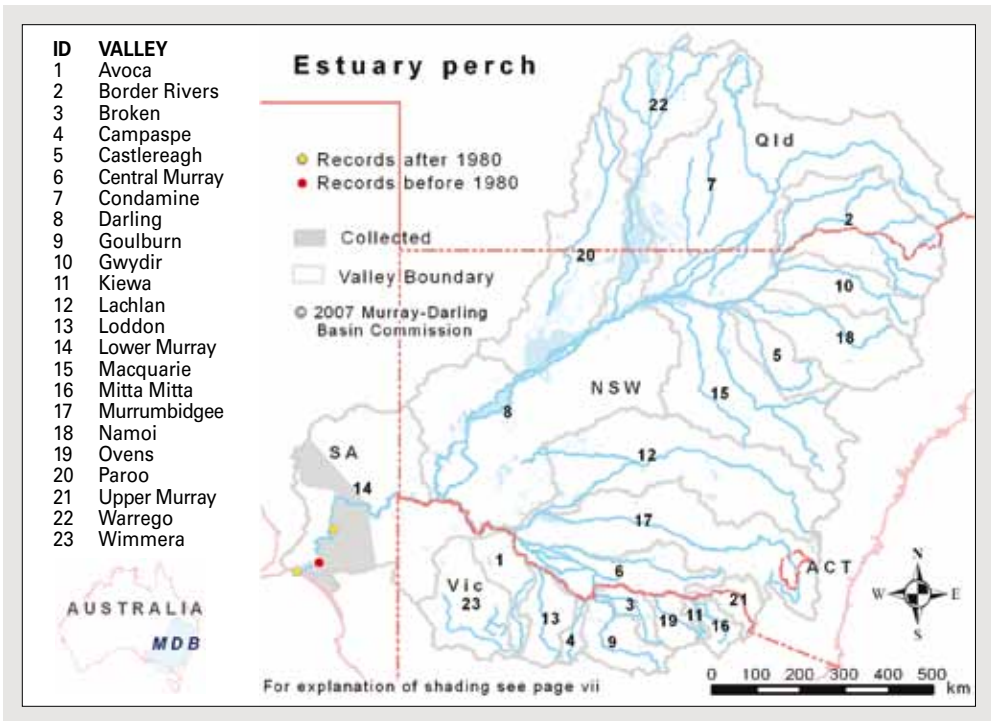 ID VALLEY
1 Avoca
2 Border Rivers
3 Broken
4 Campaspe
5 Castlereagh
6 Central Murray
7 Condamine
8 Darling
9 Goulburn
10 Gwydir
11 Kiewa
12 Lachlan
13 Loddon
14 Lower Murray
15 Macquarie
16 Mitta Mitta
17 Murrumbidgee
18 Namoi
19 Ovens
20 Paroo
21 Upper Murray
22 Warrego
23 Wimmera
AUSTRALIA
MDB
Estuary perch
Records after 1980
Records before 1980
Collected
Valley Boundary
© 2007 Murray-Darling
Basin Commission
22
Qld
7
2
20
10
18
5
NSW
15
8
SA
12
14
17
1
ACT
6
Vic
23
21
3
13
19
11
16
4
9
N
W E
S
For explanation of shading see page vii
0 100 200 300 400 500
km